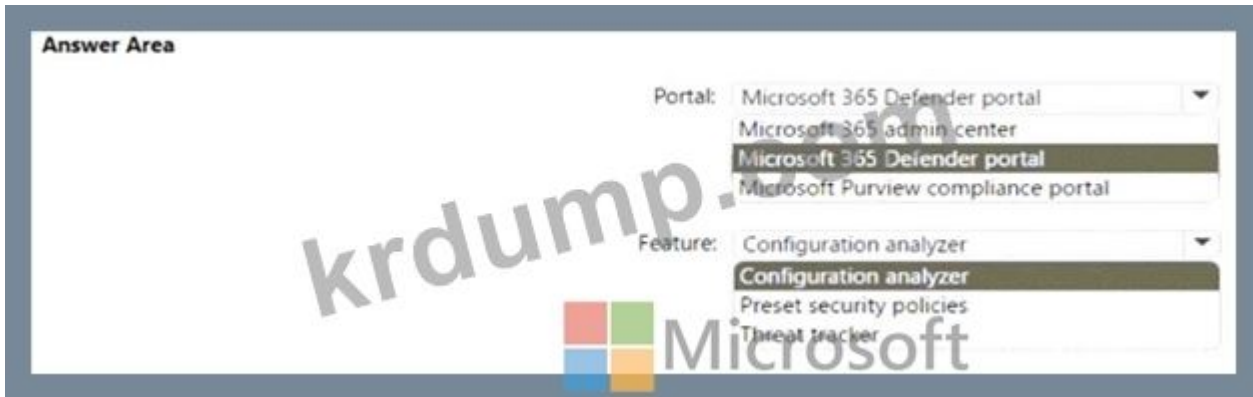 Answer Area
Portal: Microsoft 365 Defender portal
Microsoft 365 admin center
Microsoft 365 Defender portal
Microsoft Purview compliance portal
Feature: Configuration analyzer
Configuration analyzer
Preset security policies
Threat tracker
krdump.com
Microsoft